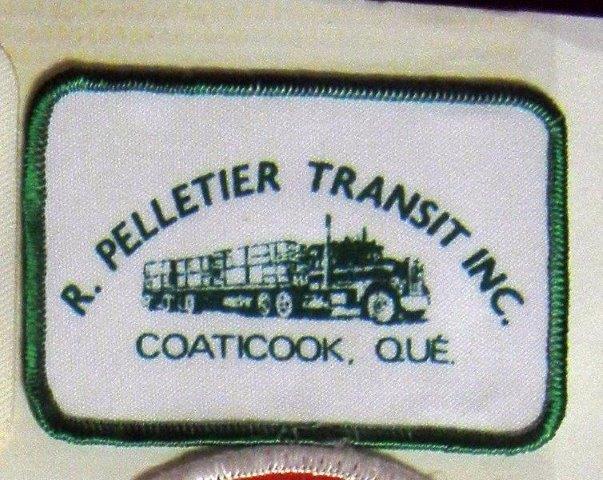 R. PELLETIER TRANSIT INC.
COATICOOK, QUÉ.